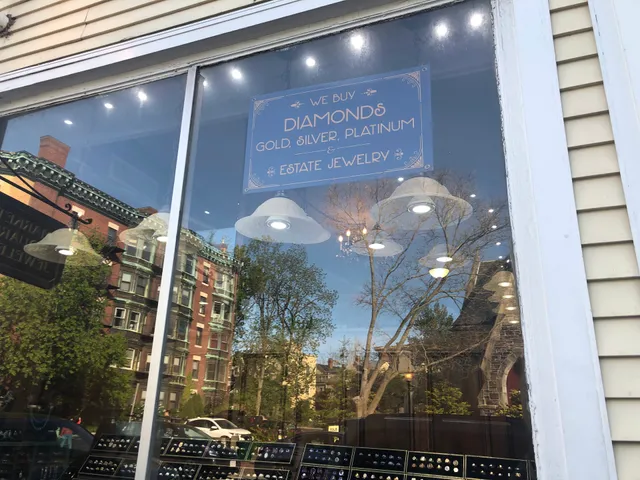 WE BUY
DIAMONDS
GOLD, SILVER, PLATINUM
&
ESTATE JEWELRY